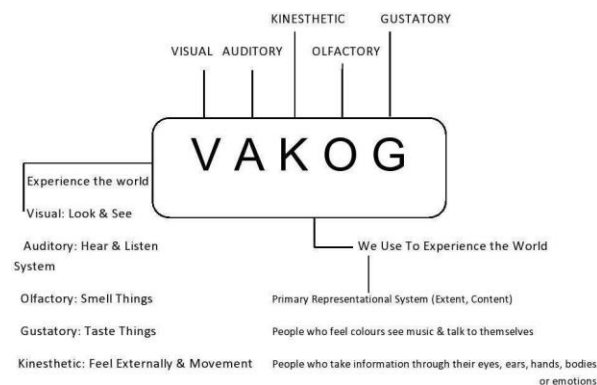 KINESTHETIC GUSTATORY
VISUAL AUDITORY OLFACTORY
VAKOG
Experience the world
Visual: Look & See
Auditory: Hear & Listen
System
We Use To Experience the World
Olfactory: Smell Things
Primary Representational System (Extent, Content)
Gustatory: Taste Things
People who feel colours see music & talk to themselves
Kinesthetic: Feel Externally & Movement
People who take information through their eyes, ears, hands, bodies
or emotions